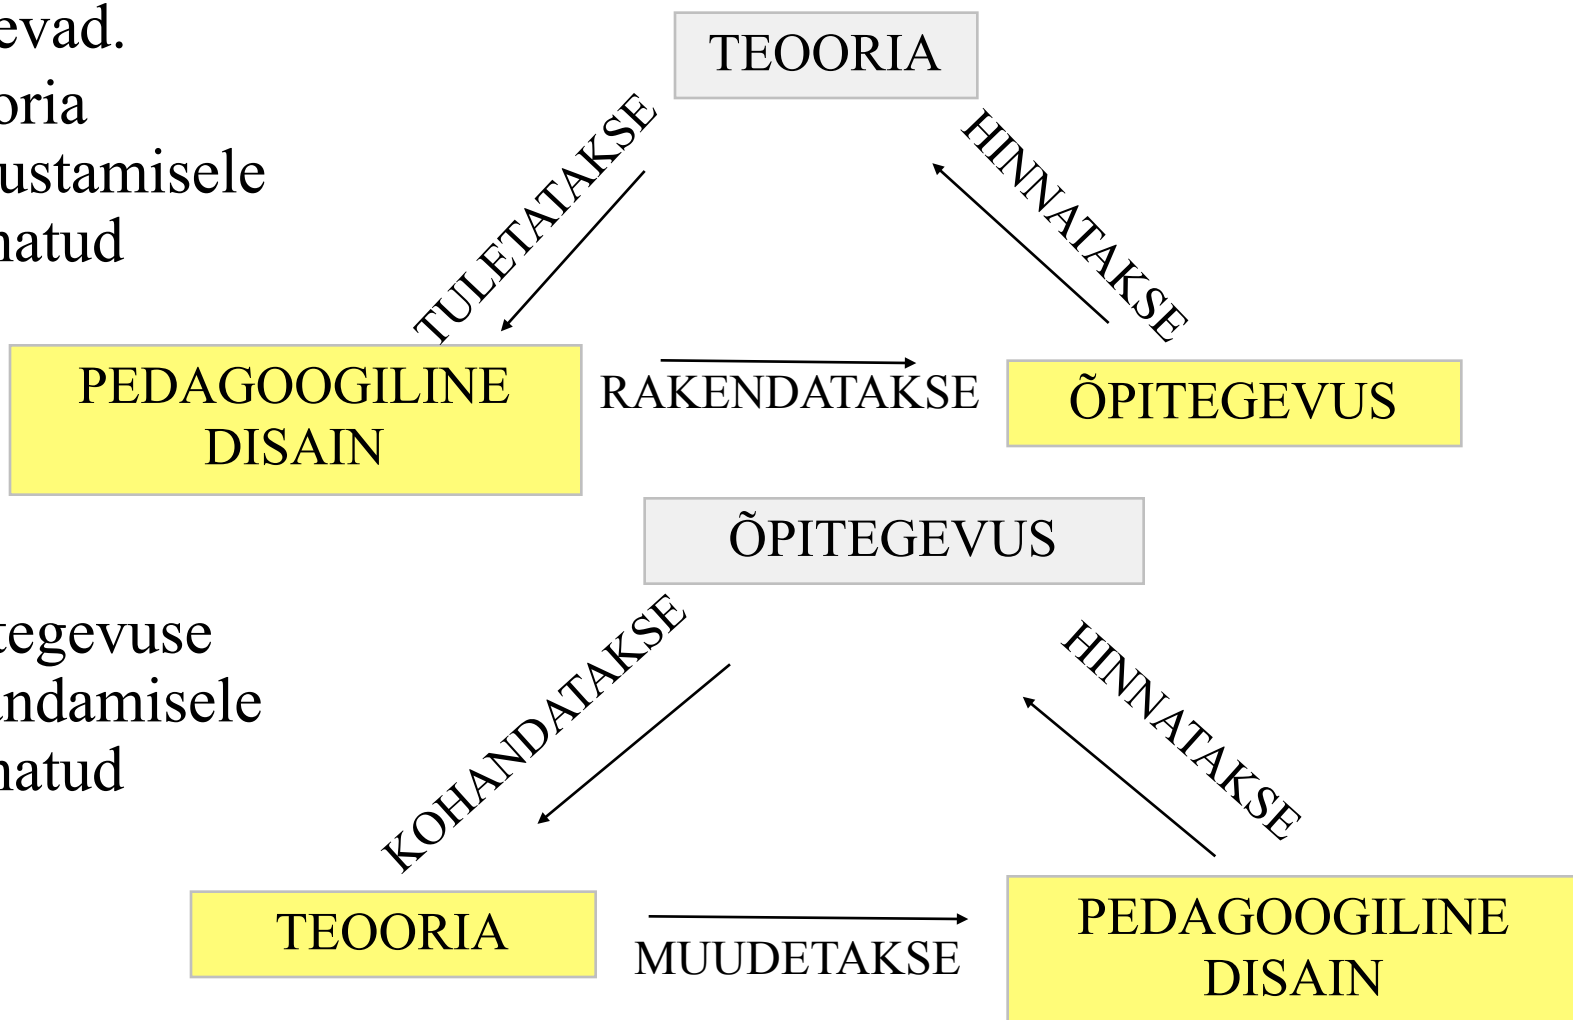 evad.
oria
ustamisele
natud
TEOORIA
TULETATAKSE
HINNATAKSE
PEDAGOOGILINE
DISAIN
RAKENDATAKSE
ÕPITEGEVUS
ÕPITEGEVUS
tegevuse
andamisele
natud
KOHANDATAKSE
HINNATAKSE
TEOORIA
MUUDETAKSE
PEDAGOOGILINE
DISAIN